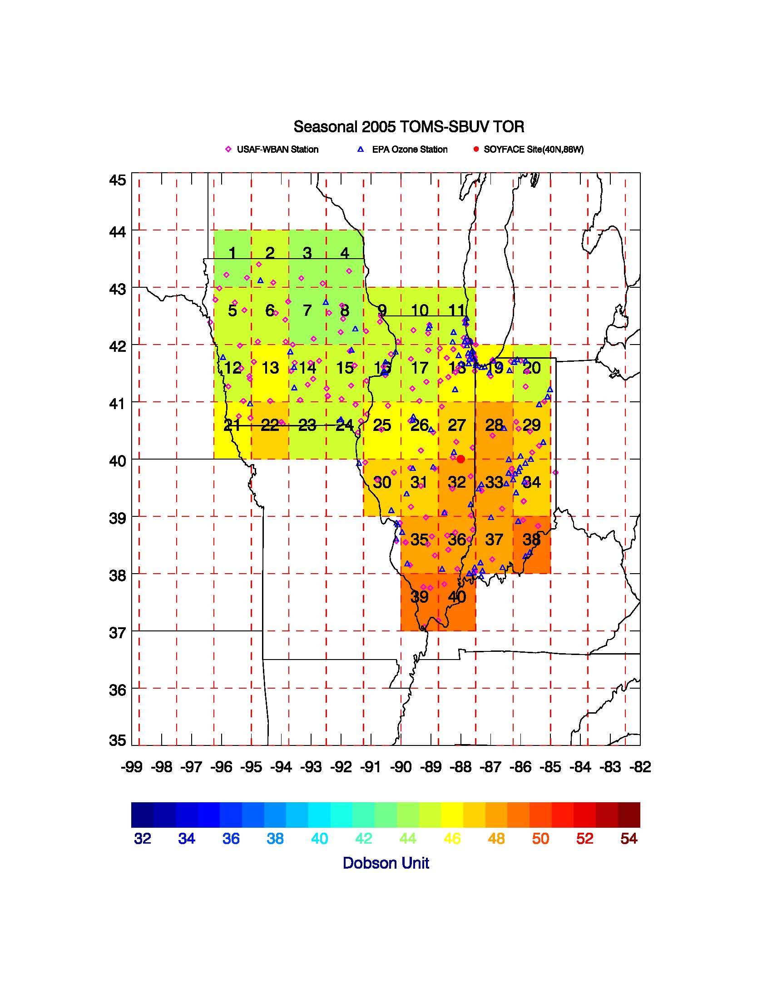 Seasonal 2005 TOMS-SBUV TOR
USAF-WBAN Station EPA Ozone Station SOYFACE Site(40N,88W)
45
44
1 2 3 4
43
5 6 7 8 9 10 11
42
12 13 14 15 16 17 18 19 20
41
21 22 23 24 25 26 27 28 29
40
30 31 32 33 34
39
35 36 37 38
38
39 40
37
36
35
-99 -98 -97 -96 -95 -94 -93 -92 -91 -90 -89 -88 -87 -86 -85 -84 -83 -82
32 34 36 38 40 42 44 46 48 50 52 54
Dobson Unit